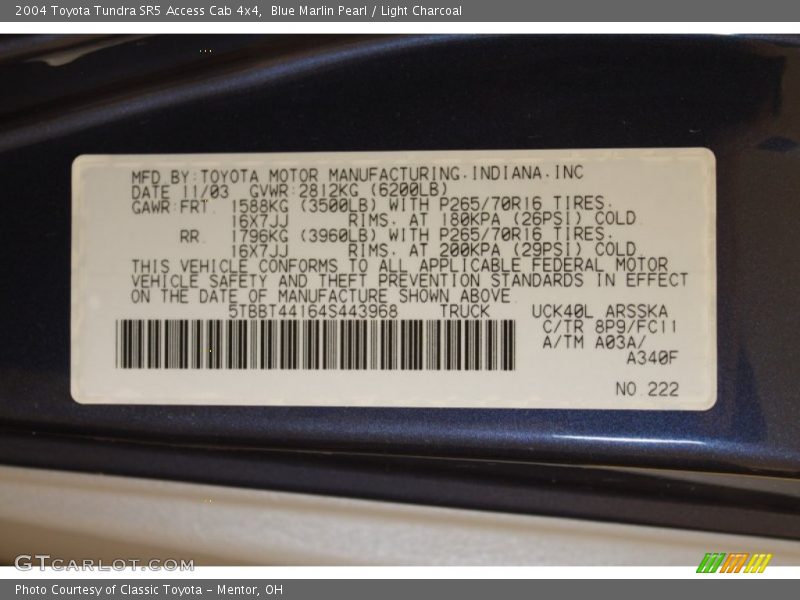 2004 Toyota Tundra SR5 Access Cab 4x4, Blue Marlin Pearl / Light Charcoal
MFD BY:TOYOTA MOTOR MANUFACTURING.INDIANA.INC
DATE 11/03 GVWR:2812KG (6200LB)
GAWR:FRT. 1588KG (3500LB) WITH P265/70R16 TIRES.
16X7JJ RIMS. AT 180KPA (26PSI) COLD.
RR. 1796KG (3960LB) WITH P265/70R16 TIRES.
16X7JJ RIMS. AT 200KPA (29PSI) COLD.
THIS VEHICLE CONFORMS TO ALL APPLICABLE FEDERAL MOTOR
VEHICLE SAFETY AND THEFT PREVENTION STANDARDS IN EFFECT
ON THE DATE OF MANUFACTURE SHOWN ABOVE.
5TBBT44164S443968 TRUCK UCK40L ARSSKA
C/TR 8P9/FC11
A/TM A03A/
A340F
NO.222
GTCARLOT.COM
Photo Courtesy of Classic Toyota - Mentor, OH